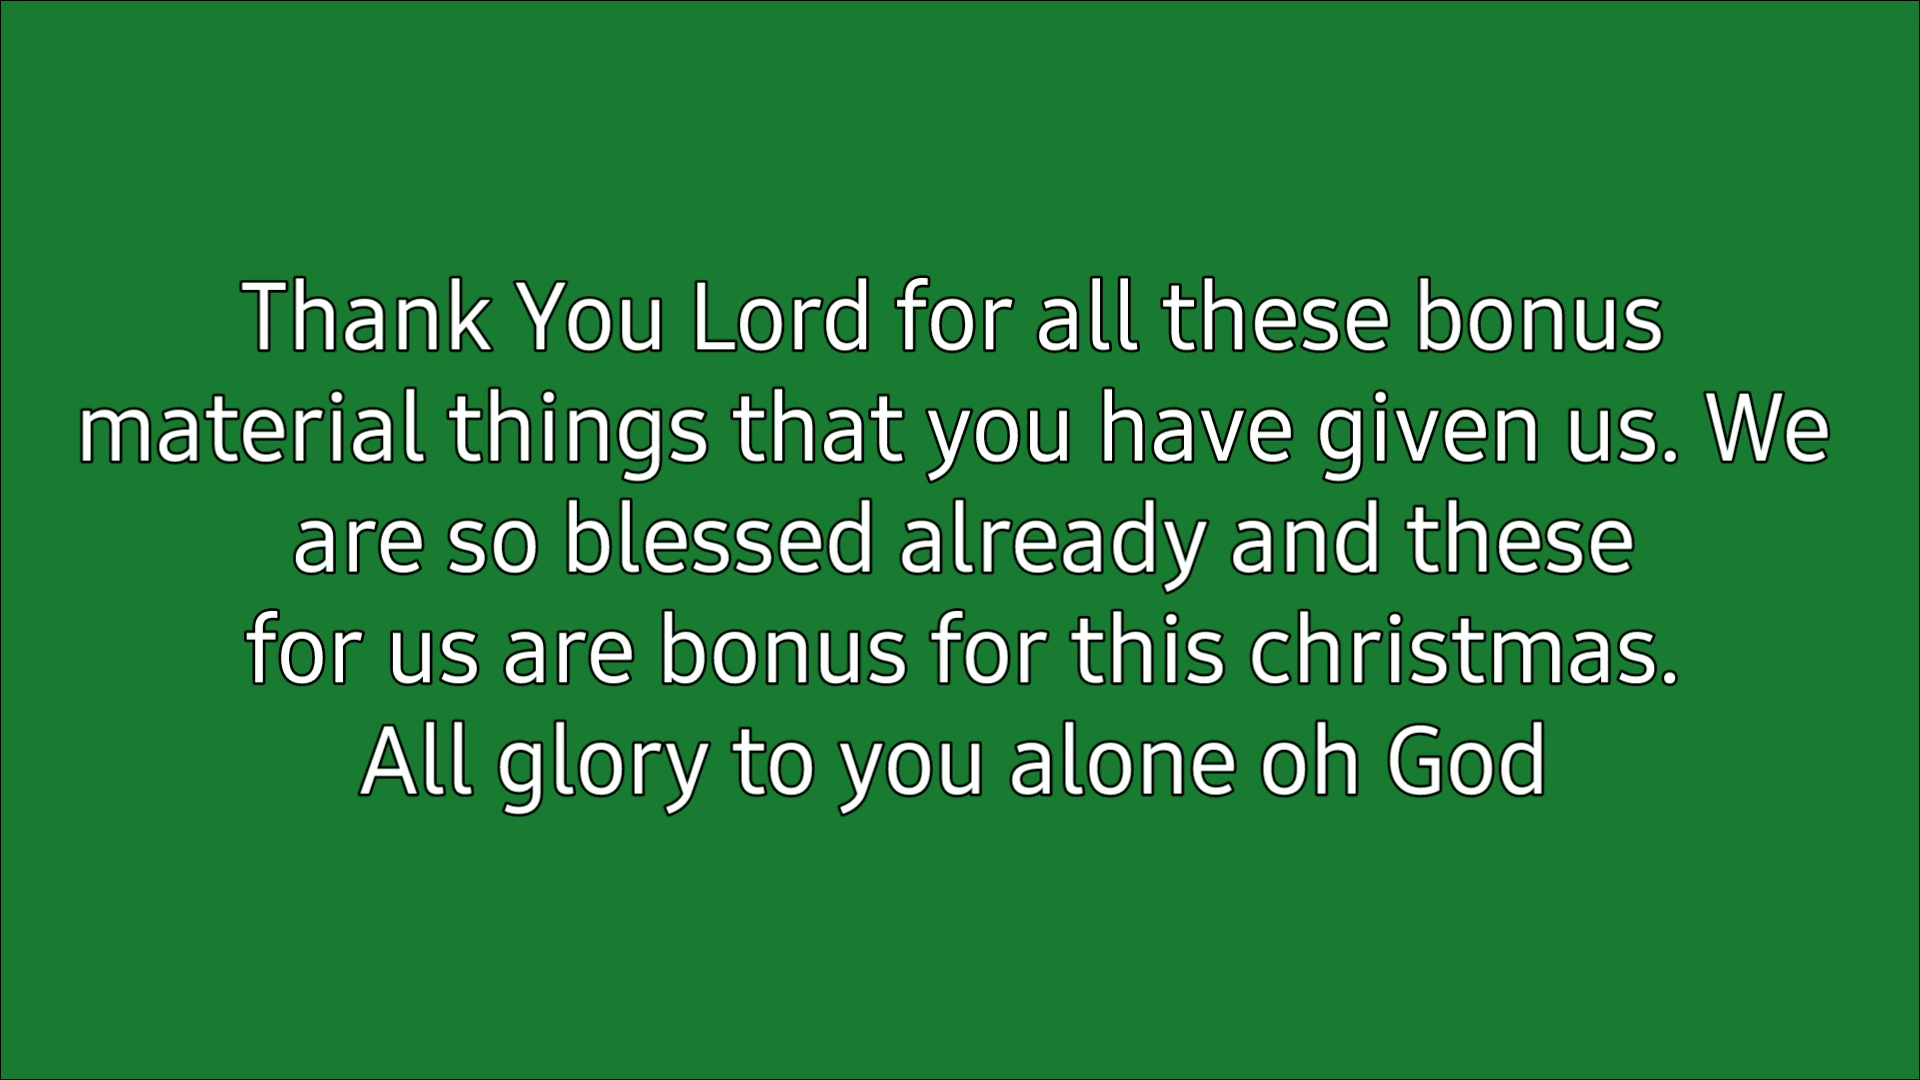 Thank You Lord for all these bonus
material things that you have given us. We
are so blessed already and these
for us are bonus for this christmas.
All glory to you alone oh God